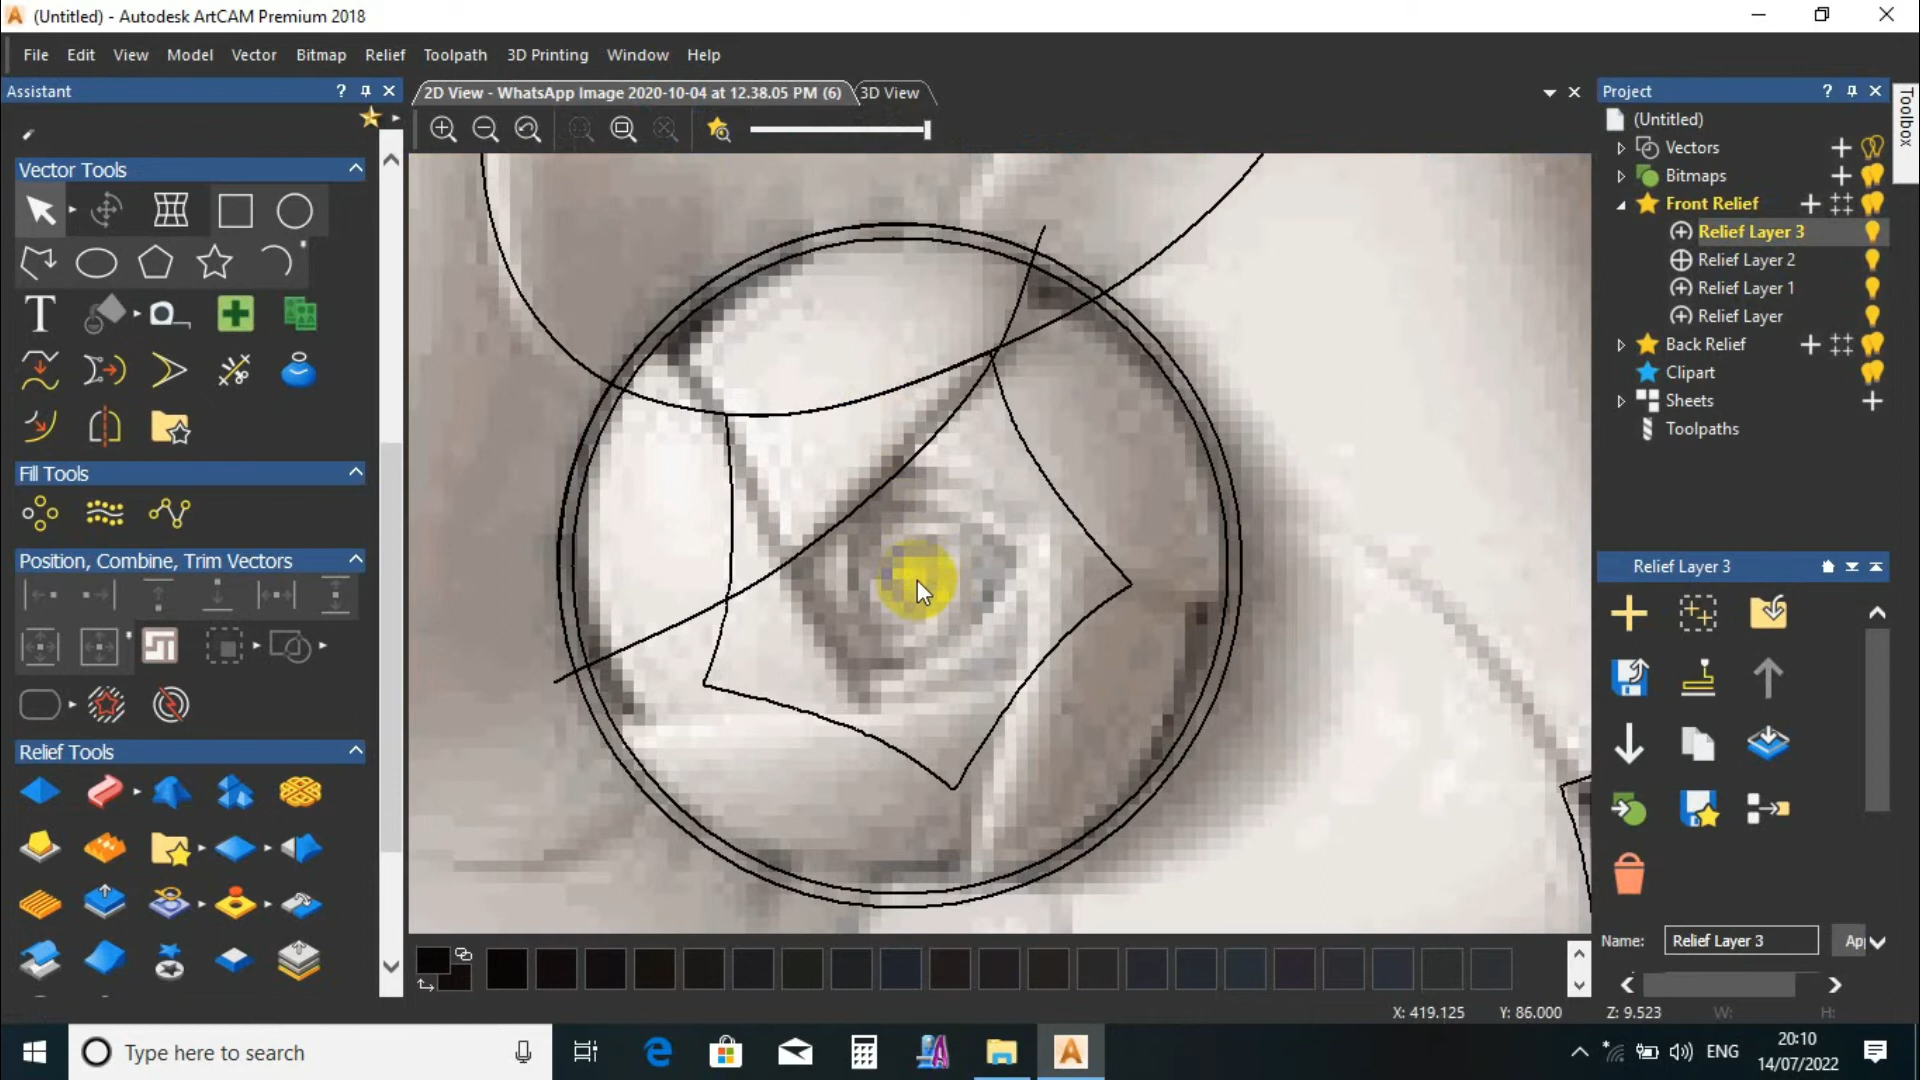 (Untitled) - Autodesk ArtCAM Premium 2018
File Edit View Model Vector Bitmap Relief Toolpath 3D Printing Window Help
Assistant
2D View - WhatsApp Image 2020-10-04 at 12.38.05 PM (6)
3D View
Project
Toolbox
(Untitled)
Vectors
Bitmaps
Front Relief
Relief Layer 3
Relief Layer 2
Relief Layer 1
Relief Layer
Back Relief
Clipart
Sheets
Toolpaths
Vector Tools
Fill Tools
Position, Combine, Trim Vectors
Relief Tools
Relief Layer 3
Name: Relief Layer 3
X: 419.125 Y: 86.000 Z: 9.523 W: H:
Type here to search
ENG
20:10
14/07/2022